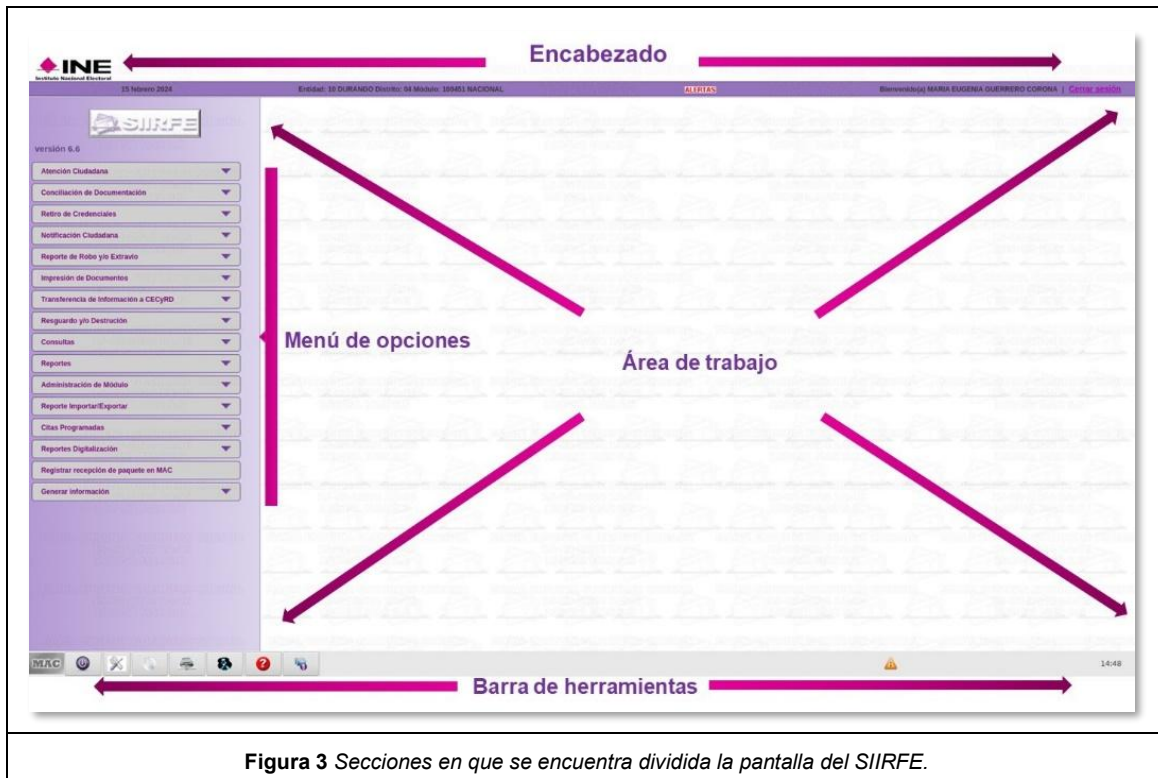 Encabezado
INE
Instituto Nacional Electoral
15 febrero 2024 Entidad: 10 DURANGO Distrito: 04 Módulo: 100451 NACIONAL ALERTAS Bienvenido(a) MARIA EUGENIA GUERRERO CORONA | Cerrar sesión
SIIRFE
versión 6.6
Atención Ciudadana
Conciliación de Documentación
Retiro de Credenciales
Notificación Ciudadana
Reporte de Robo y/o Extravío
Impresión de Documentos
Transferencia de Información a CECyRD
Resguardo y/o Destrucción
Consultas
Reportes
Administración de Módulo
Reporte Importar/Exportar
Citas Programadas
Reportes Digitalización
Registrar recepción de paquete en MAC
Generar información
Menú de opciones
Área de trabajo
MAC 14:48
Barra de herramientas
Figura 3 Secciones en que se encuentra dividida la pantalla del SIIRFE.